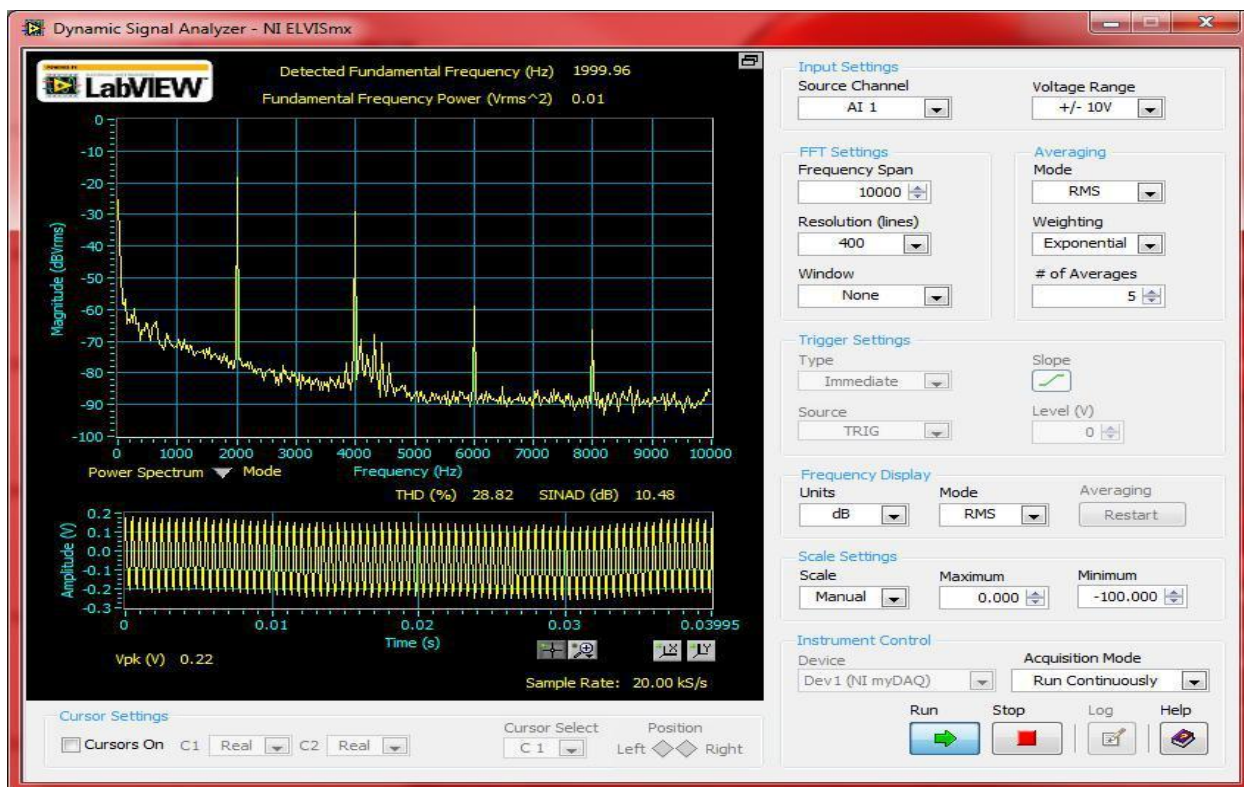 Dynamic Signal Analyzer - NI ELVISmx
LabVIEW
Detected Fundamental Frequency (Hz) 1999.96
Fundamental Frequency Power (Vrms^2) 0.01
Magnitude (dBVrms)
0
-10
-20
-30
-40
-50
-60
-70
-80
-90
-100
0 1000 2000 3000 4000 5000 6000 7000 8000 9000 10000
Power Spectrum Mode Frequency (Hz)
THD (%) 28.82 SINAD (dB) 10.48
Amplitude (V)
0.2
0.1
0.0
-0.1
-0.2
-0.3
0 0.01 0.02 0.03 0.03995
Time (s)
Vpk (V) 0.22
Sample Rate: 20.00 kS/s
Cursor Settings
Cursors On C1 Real C2 Real
Cursor Select Position
C 1 Left Right
Input Settings
Source Channel Voltage Range
AI 1 +/- 10V
FFT Settings
Frequency Span
10000
Resolution (lines)
400
Window
None
Averaging
Mode
RMS
Weighting
Exponential
# of Averages
5
Trigger Settings
Type Slope
Immediate
Source Level (V)
TRIG 0
Frequency Display
Units Mode Averaging
dB RMS Restart
Scale Settings
Scale Maximum Minimum
Manual 0.000 -100.000
Instrument Control
Device Acquisition Mode
Dev1 (NI myDAQ) Run Continuously
Run Stop Log Help